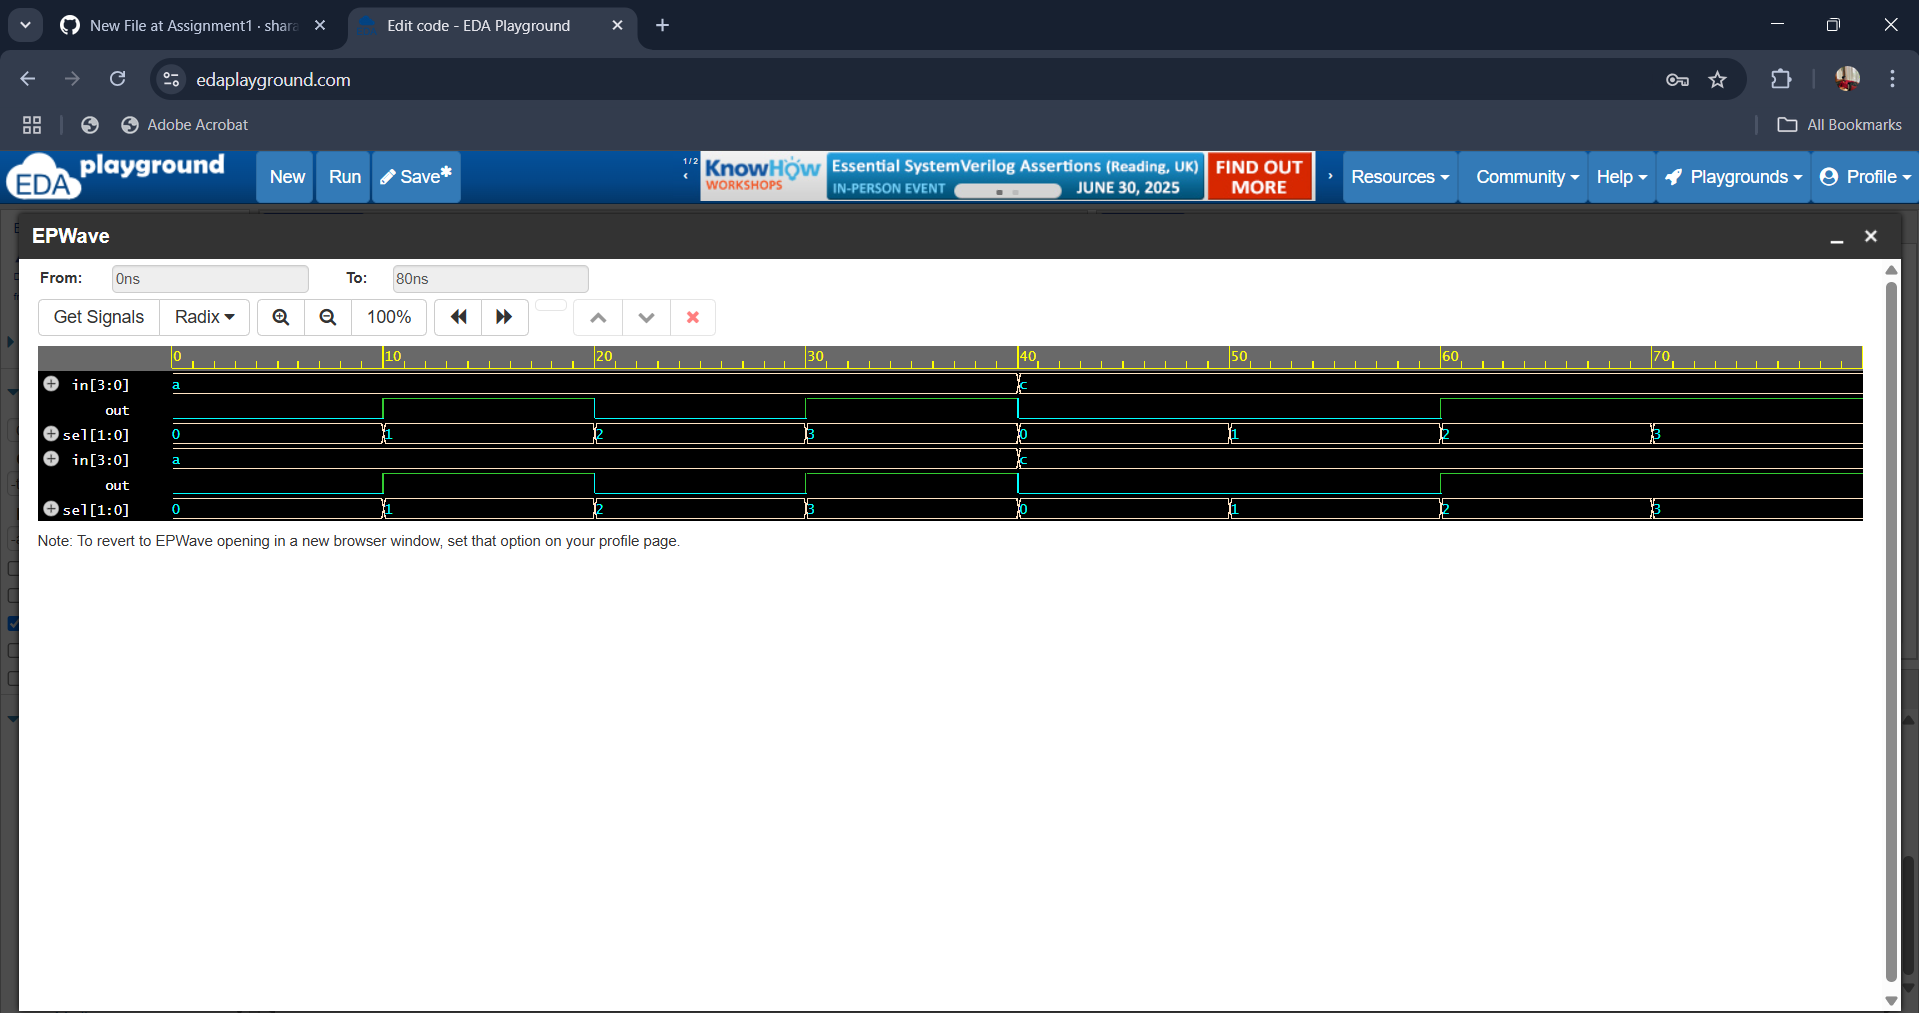 New File at Assignment1 · shara
Edit code - EDA Playground
edaplayground.com
Adobe Acrobat
All Bookmarks
EDA playground
New
Run
Save*
1/2
KnowHow
WORKSHOPS
Essential SystemVerilog Assertions (Reading, UK)
IN-PERSON EVENT
JUNE 30, 2025
FIND OUT
MORE
Resources
Community
Help
Playgrounds
Profile
EPWave
From:
0ns
To:
80ns
Get Signals
Radix
100%
0 10 20 30 40 50 60 70
in[3:0] a c
out
sel[1:0] 0 1 2 3 0 1 2 3
in[3:0] a c
out
sel[1:0] 0 1 2 3 0 1 2 3
Note: To revert to EPWave opening in a new browser window, set that option on your profile page.